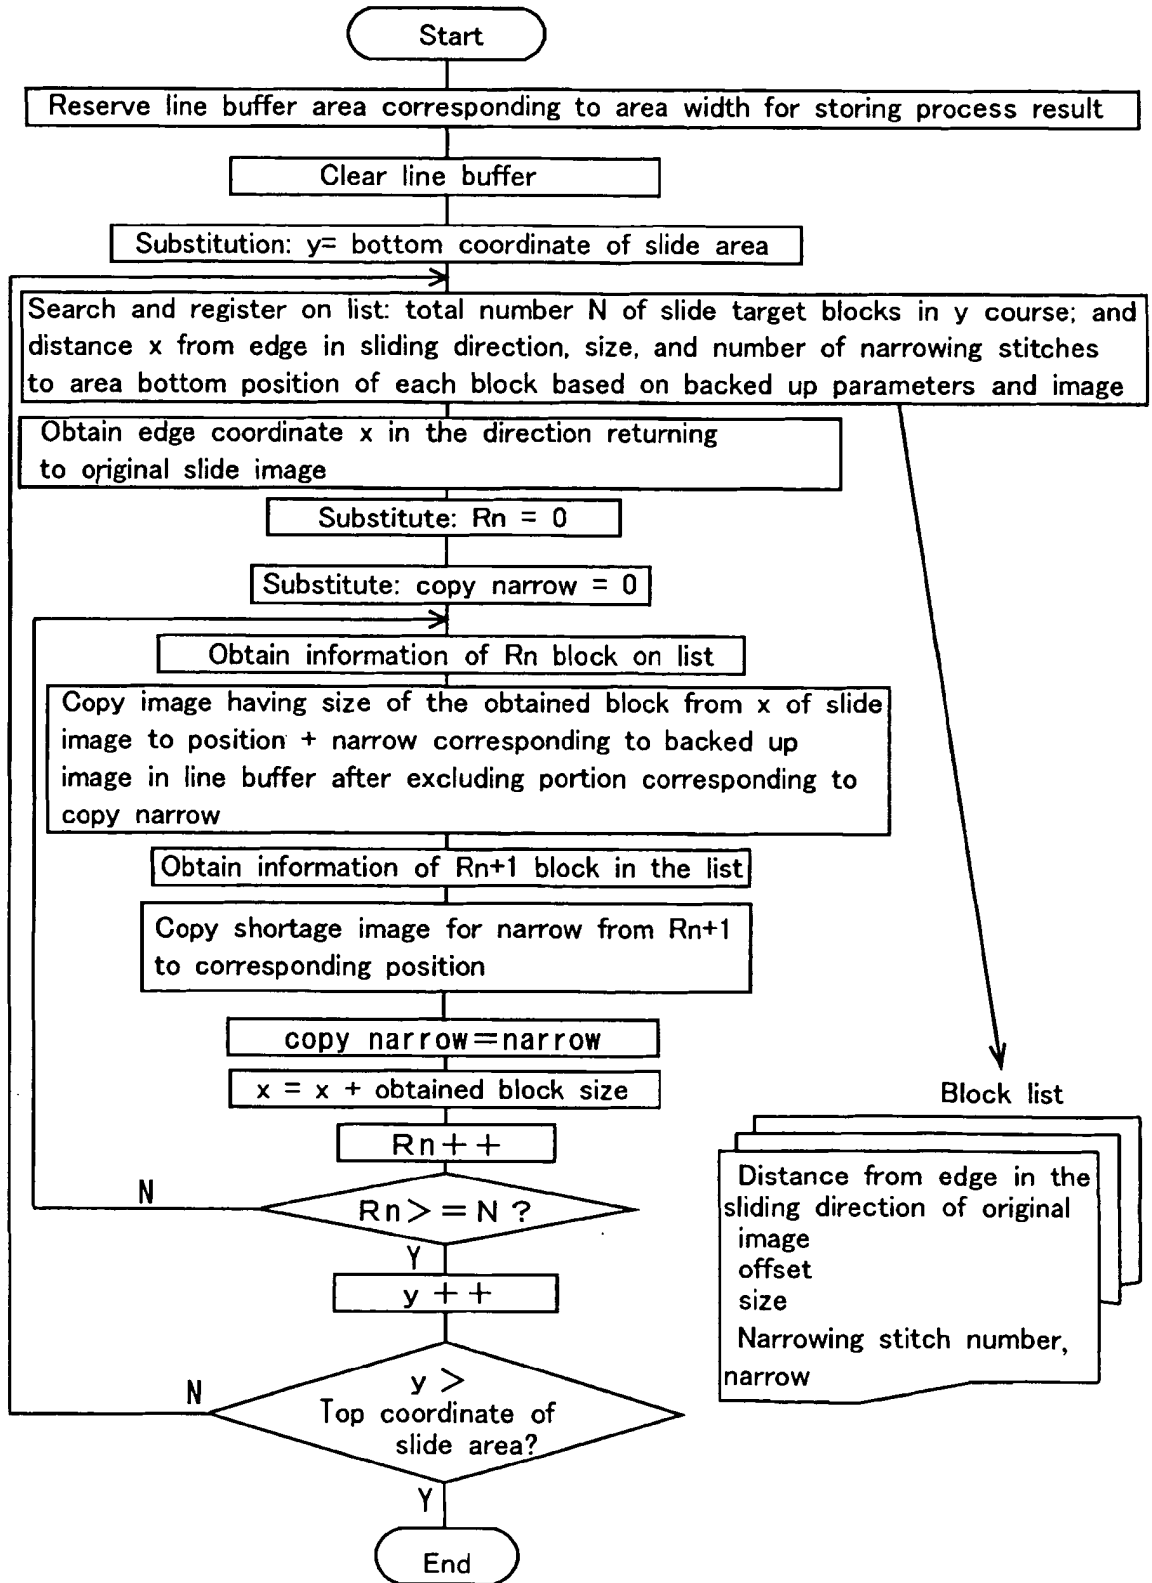 Start
Reserve line buffer area corresponding to area width for storing process result
Clear line buffer
Substitution: y= bottom coordinate of slide area
Search and register on list: total number N of slide target blocks in y course; and
distance x from edge in sliding direction, size, and number of narrowing stitches
to area bottom position of each block based on backed up parameters and image
Obtain edge coordinate x in the direction returning
to original slide image
Substitute: Rn = 0
Substitute: copy narrow = 0
Obtain information of Rn block on list
Copy image having size of the obtained block from x of slide
image to position + narrow corresponding to backed up
image in line buffer after excluding portion corresponding to
copy narrow
Obtain information of Rn+1 block in the list
Copy shortage image for narrow from Rn+1
to corresponding position
copy narrow=narrow
x = x + obtained block size
Rn++
Rn>=N?
N
Y
y++
y >
Top coordinate of
slide area?
N
Y
End
Block list
Distance from edge in the
sliding direction of original
image
offset
size
Narrowing stitch number,
narrow